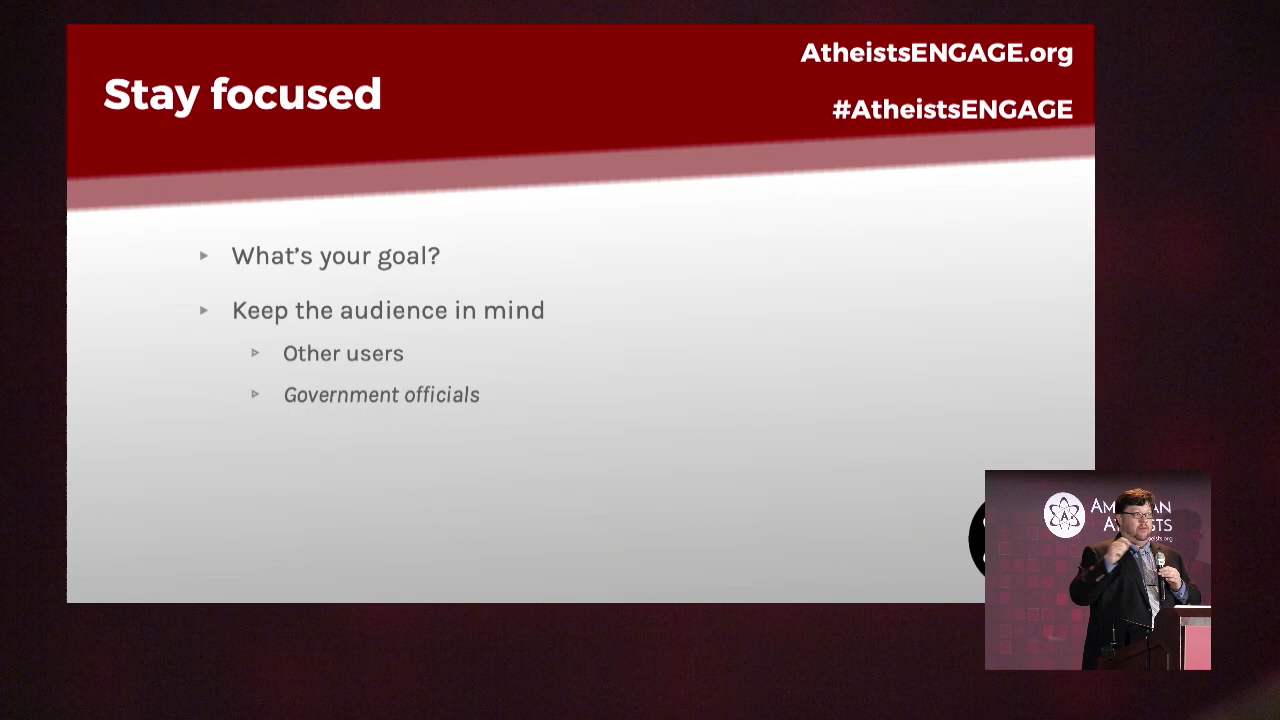 Stay focused
AtheistsENGAGE.org
#AtheistsENGAGE
What's your goal?
Keep the audience in mind
Other users
Government officials